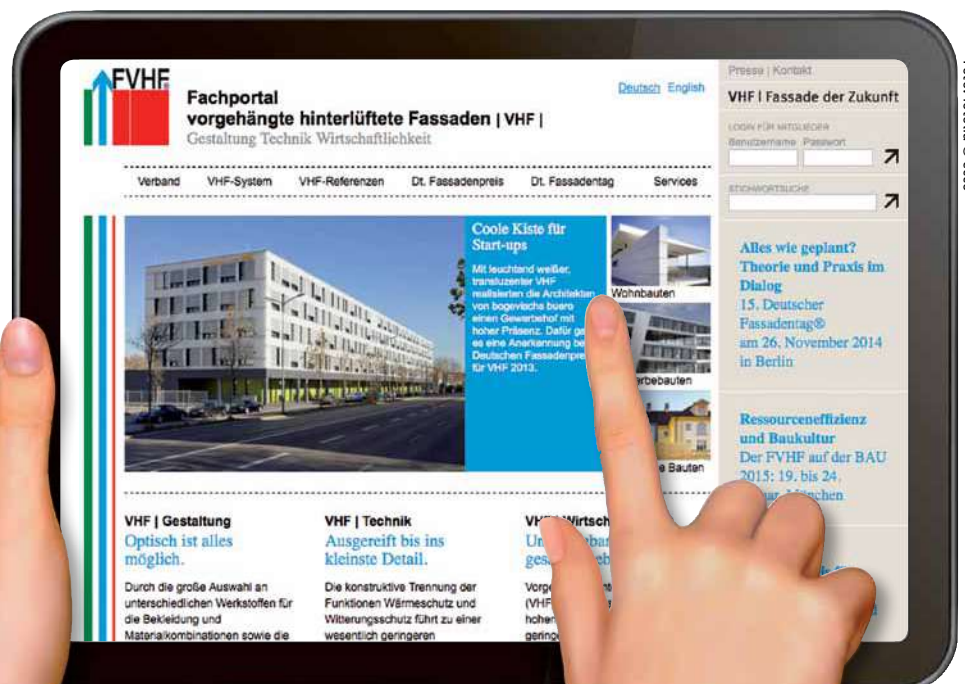 FVHF
Fachportal
vorgehängte hinterlüftete Fassaden | VHF |
Gestaltung Technik Wirtschaftlichkeit
Deutsch English
Verband VHF-System VHF-Referenzen Dt. Fassadenpreis Dt. Fassadentag Services
Coole Kiste für
Start-ups
Mit leuchtend weißer,
transluzenter VHF
realisierten die Architekten
von bogevischs buero
einen Gewerbehof mit
hoher Präsenz. Dafür
es eine Anerkennung
Deutschen
für VHF 2013.
Wohnbauten
Bauten
VHF | Gestaltung
Optisch ist alles
möglich.
Durch die große Auswahl an
unterschiedlichen Werkstoffen für
die Bekleidung und
Materialkombinationen sowie die
VHF | Technik
Ausgereift bis ins
kleinste Detail.
Die konstruktive Trennung der
Funktionen Wärmeschutz und
Witterungsschutz führt zu einer
wesentlich geringeren
Presse | Kontakt
VHF | Fassade der Zukunft
LOGIN FÜR MITGLIEDER
Benutzername Passwort
STICHWORTSUCHE
Alles wie geplant?
Theorie und Praxis im
Dialog
15. Deutscher
Fassadentag®
am 26. November 2014
in Berlin
Ressourceneffizienz
und Baukultur
Der FVHF auf der BAU
2015: 19. bis 24.